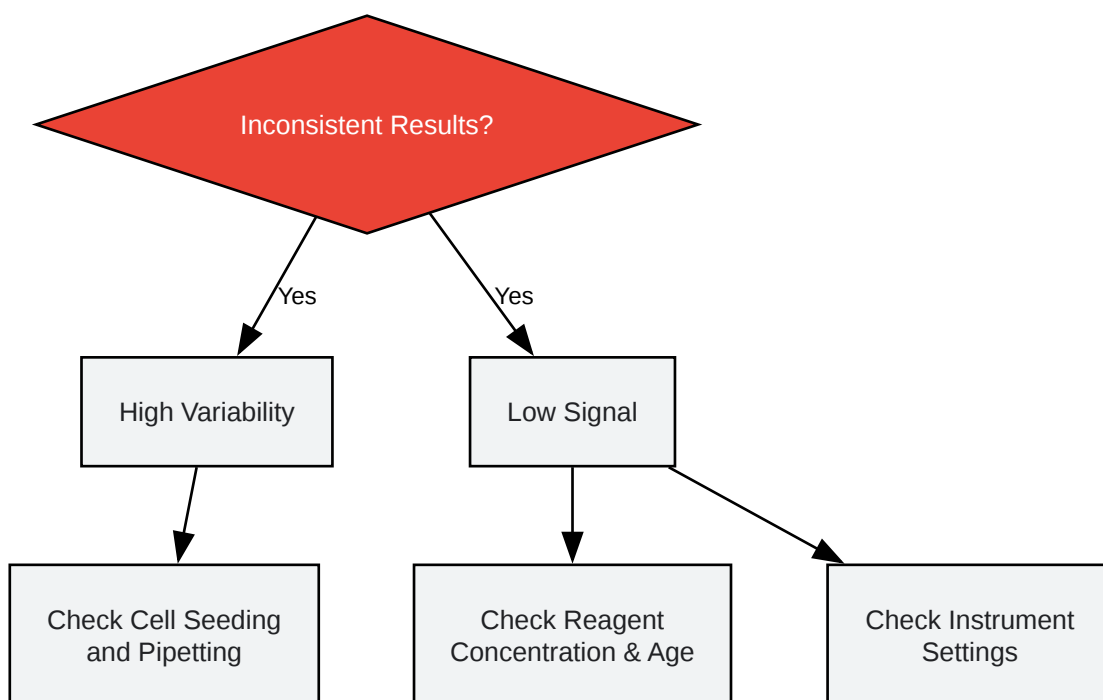 Inconsistent Results?
Yes
Yes
High Variability
Low Signal
Check Cell Seeding
and Pipetting
Check Reagent
Concentration & Age
Check Instrument
Settings